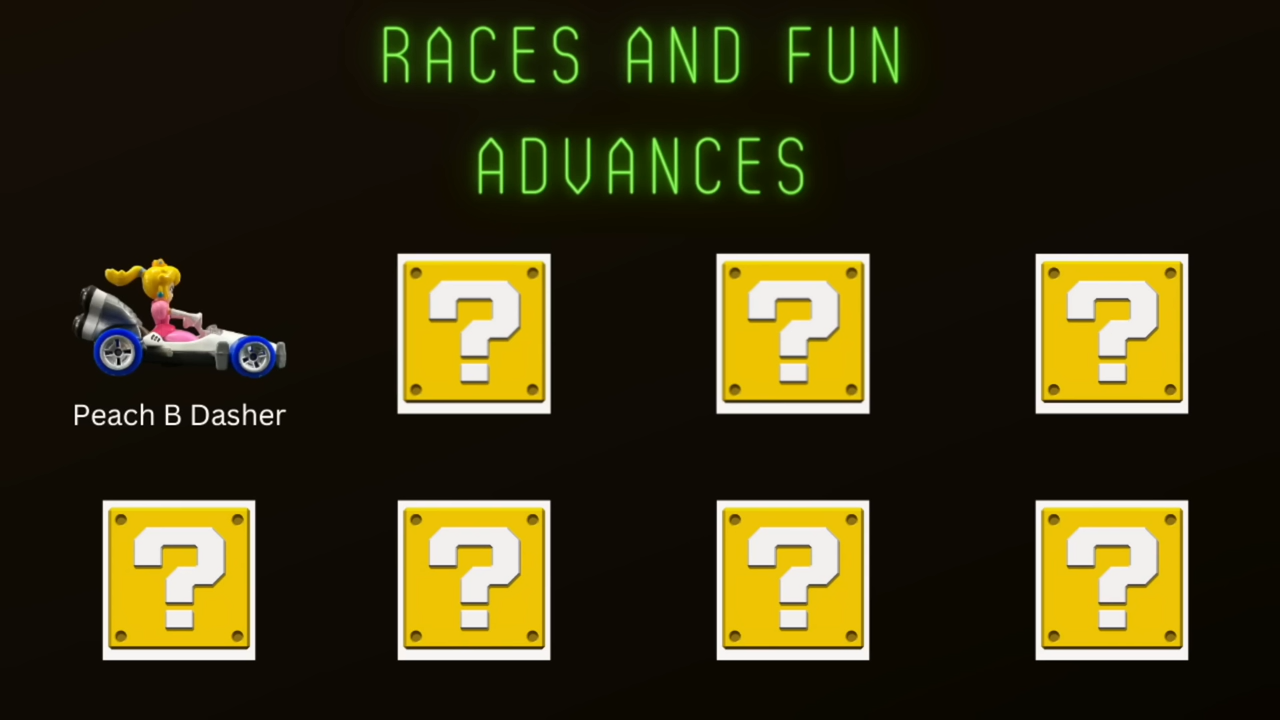 RACES AND FUN
ADVANCES
? ? ?
Peach B Dasher
? ? ? ?